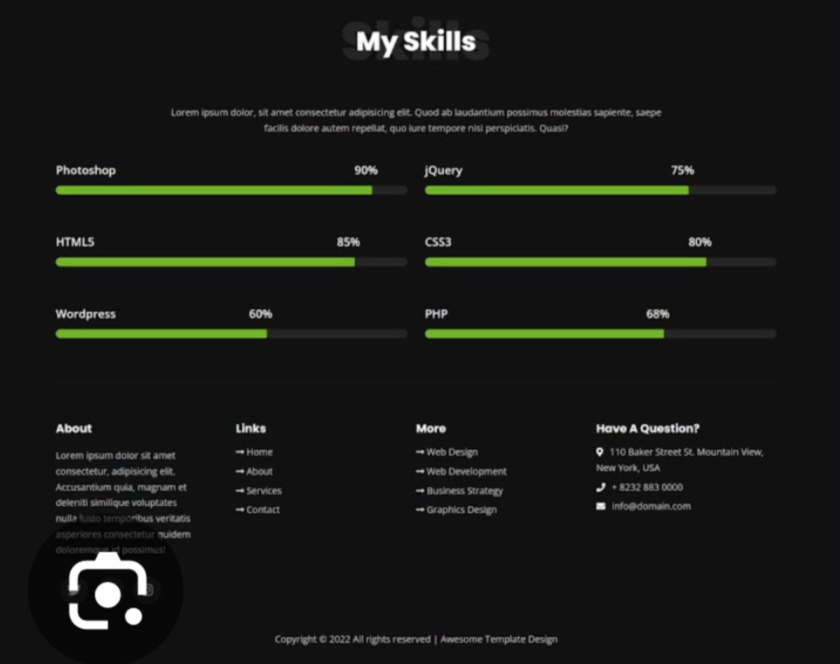 Skills
My Skills
Lorem ipsum dolor, sit amet consectetur adipisicing elit. Quod ab laudantium possimus molestias sapiente, saepe
facilis dolore autem repellat, quo iure tempore nisi perspiciatis. Quasi?
Photoshop 90%
jQuery 75%
HTML5 85%
CSS3 80%
Wordpress 60%
PHP 68%
About
Lorem ipsum dolor sit amet
consectetur, adipisicing elit.
Accusantium quia, magnam et
deleniti similique voluptates
nulla iusto temporibus veritatis
asperiores consectetur quidem
doloremque id possimus!
Links
Home
About
Services
Contact
More
Web Design
Web Development
Business Strategy
Graphics Design
Have A Question?
110 Baker Street St. Mountain View,
New York, USA
+ 8232 883 0000
info@domain.com
Copyright © 2022 All rights reserved | Awesome Template Design